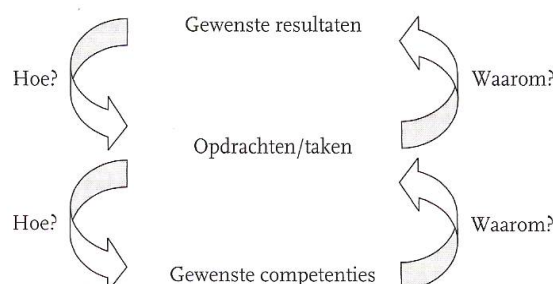 Gewenste resultaten
Hoe?
Waarom?
Opdrachten/taken
Hoe?
Waarom?
Gewenste competenties